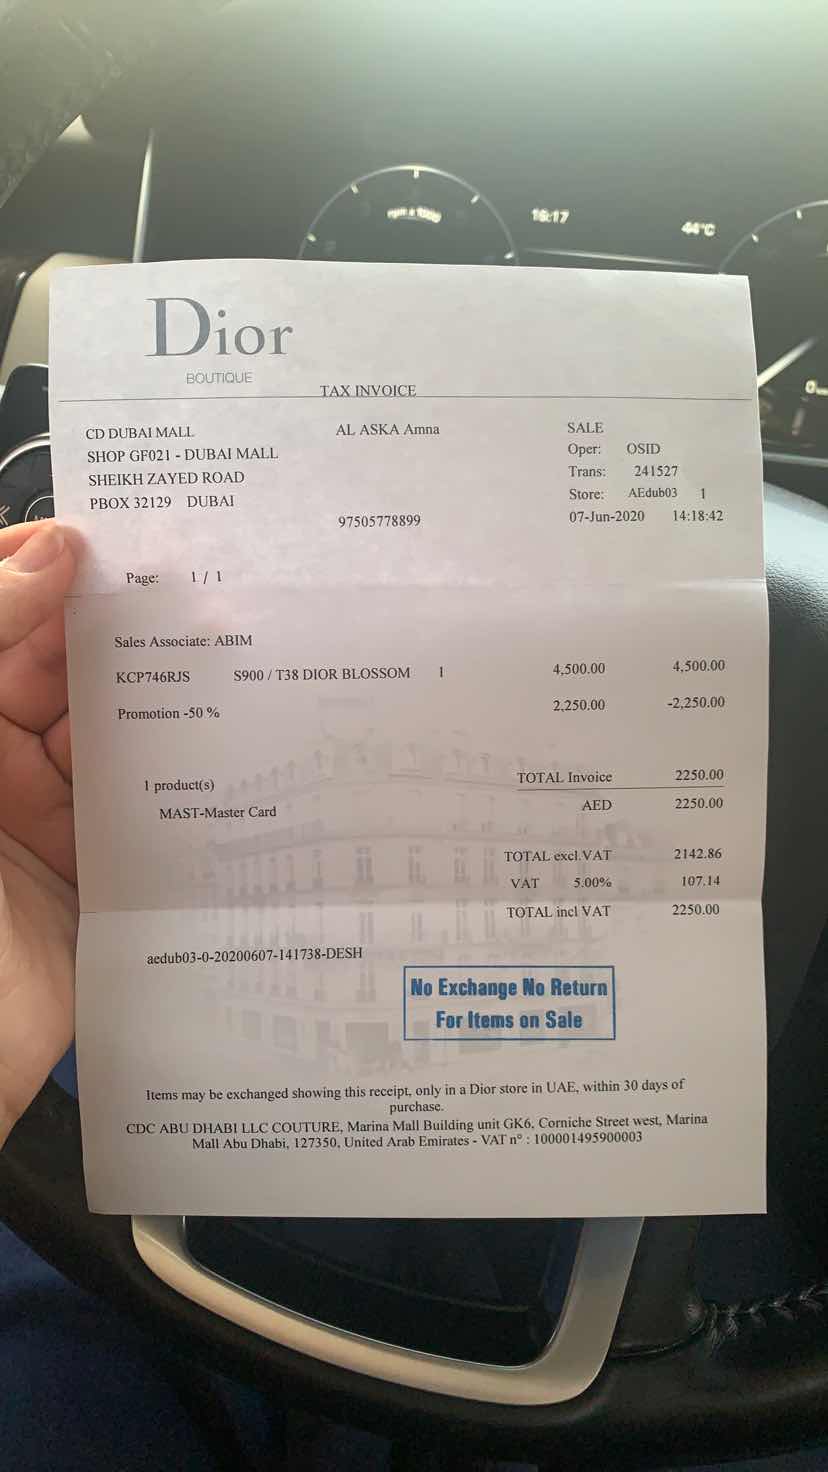 rpm x 1000
16:17
44°C
0
Dior
BOUTIQUE
TAX INVOICE
CD DUBAI MALL
SHOP GF021 - DUBAI MALL
SHEIKH ZAYED ROAD
PBOX 32129 DUBAI
AL ASKA Amna
97505778899
SALE
Oper: OSID
Trans: 241527
Store: AEdub03 1
07-Jun-2020 14:18:42
Page: 1 / 1
Sales Associate: ABIM
KCP746RJS S900 / T38 DIOR BLOSSOM 1 4,500.00 4,500.00
Promotion -50 % 2,250.00 -2,250.00
1 product(s) TOTAL Invoice 2250.00
MAST-Master Card AED 2250.00
TOTAL excl.VAT 2142.86
VAT 5.00% 107.14
TOTAL incl VAT 2250.00
aedub03-0-20200607-141738-DESH
No Exchange No Return
For Items on Sale
Items may be exchanged showing this receipt, only in a Dior store in UAE, within 30 days of
purchase.
CDC ABU DHABI LLC COUTURE, Marina Mall Building unit GK6, Corniche Street west, Marina
Mall Abu Dhabi, 127350, United Arab Emirates - VAT n° : 100001495900003